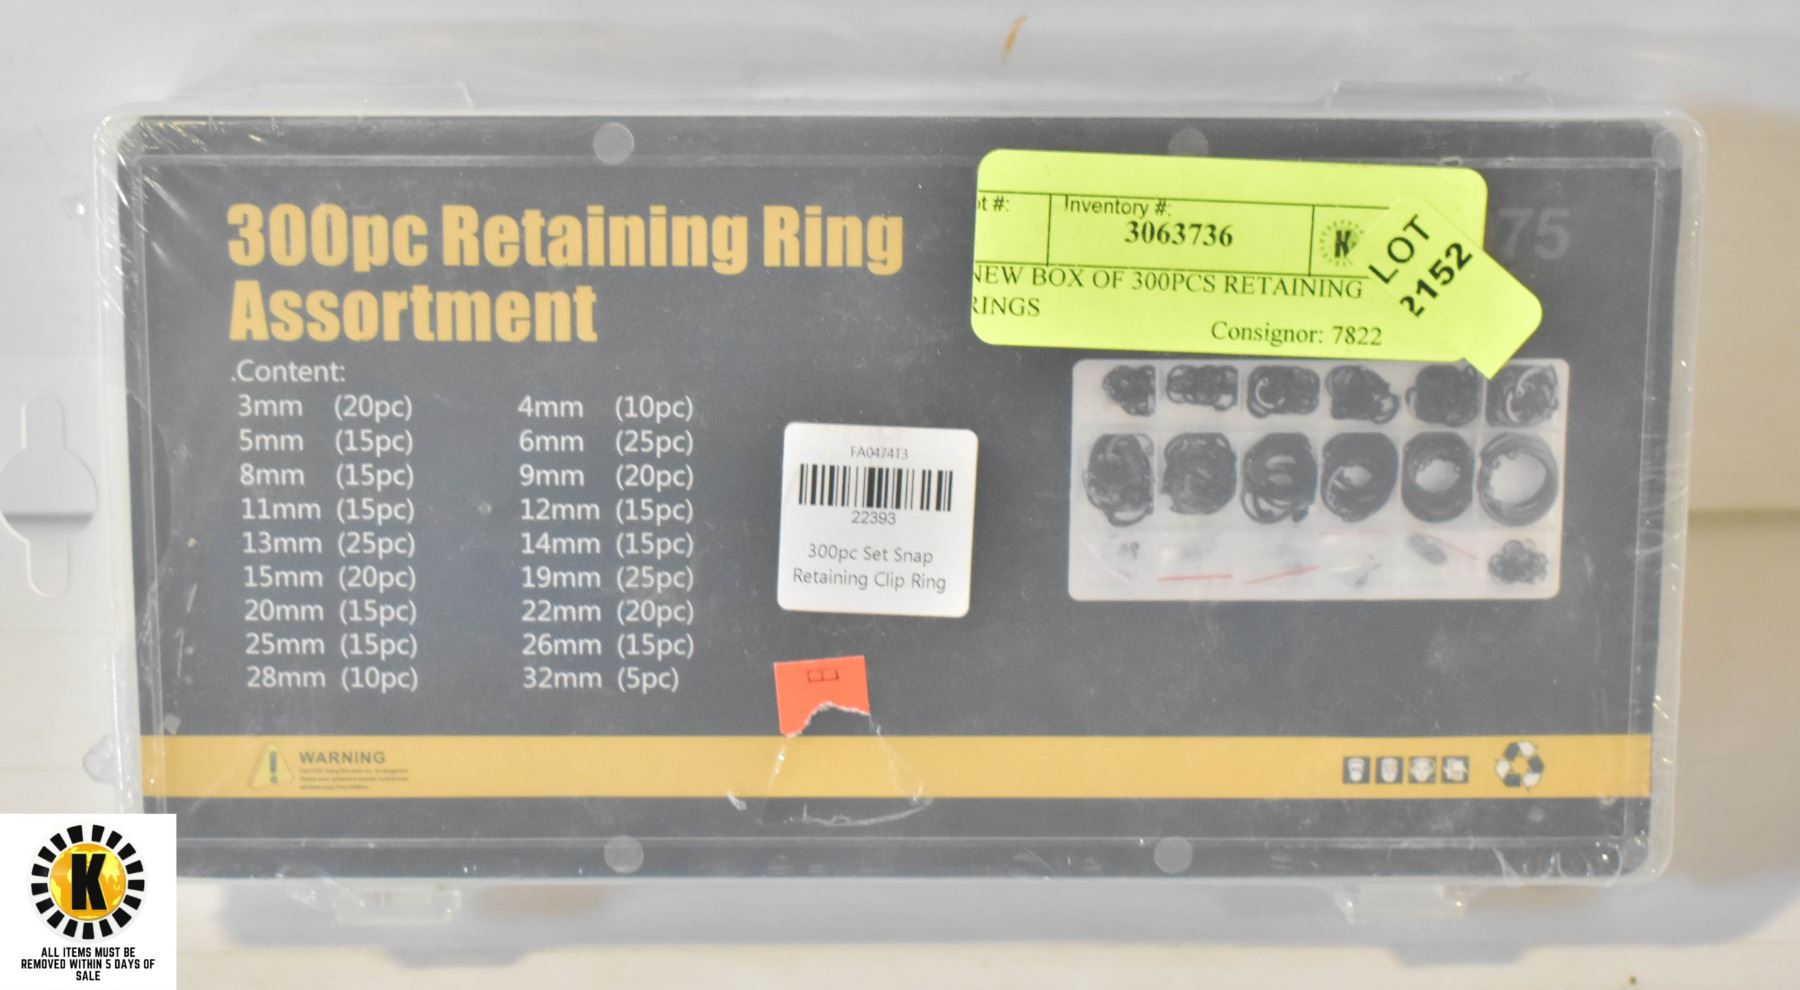 300pc Retaining Ring
Assortment
.Content:
3mm (20pc) 4mm (10pc)
5mm (15pc) 6mm (25pc)
8mm (15pc) 9mm (20pc)
11mm (15pc) 12mm (15pc)
13mm (25pc) 14mm (15pc)
15mm (20pc) 19mm (25pc)
20mm (15pc) 22mm (20pc)
25mm (15pc) 26mm (15pc)
28mm (10pc) 32mm (5pc)
WARNING
FA0474T3
22393
300pc Set Snap
Retaining Clip Ring
#: Inventory #:
3063736
K
NEW BOX OF 300PCS RETAINING
RINGS
Consignor: 7822
LOT
2152
75
K
ALL ITEMS MUST BE
REMOVED WITHIN 5 DAYS OF
SALE